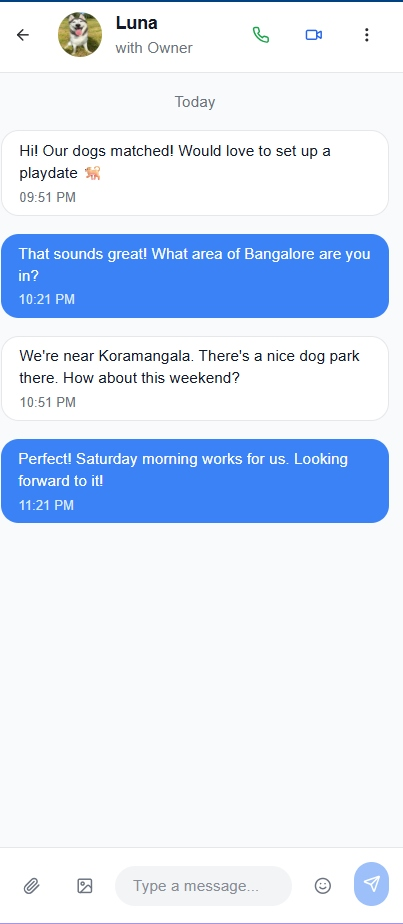 Luna
with Owner
Today
Hi! Our dogs matched! Would love to set up a
playdate 🐕
09:51 PM
That sounds great! What area of Bangalore are you
in?
10:21 PM
We're near Koramangala. There's a nice dog park
there. How about this weekend?
10:51 PM
Perfect! Saturday morning works for us. Looking
forward to it!
11:21 PM
Type a message...